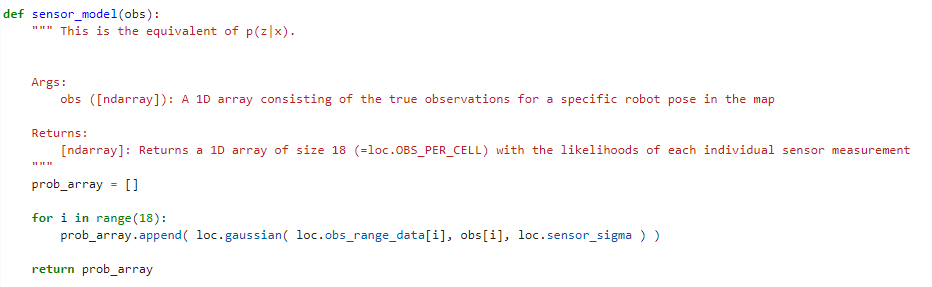 def sensor_model(obs):
    """ This is the equivalent of p(z|x).
    Args:
        obs ([ndarray]): A 1D array consisting of the true observations for a specific robot pose in the map
    Returns:
        [ndarray]: Returns a 1D array of size 18 (=loc.OBS_PER_CELL) with the likelihoods of each individual sensor measurement
    """
    prob_array = []
    for i in range(18):
        prob_array.append( loc.gaussian( loc.obs_range_data[i], obs[i], loc.sensor_sigma ) )
    return prob_array